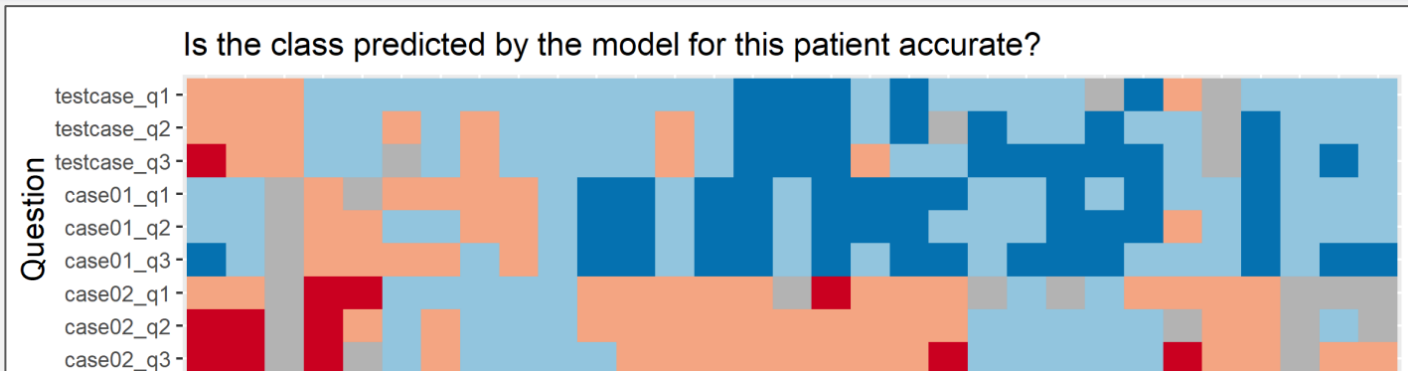 Is the class predicted by the model for this patient accurate?
Question
testcase_q1
testcase_q2
testcase_q3
case01_q1
case01_q2
case01_q3
case02_q1
case02_q2
case02_q3